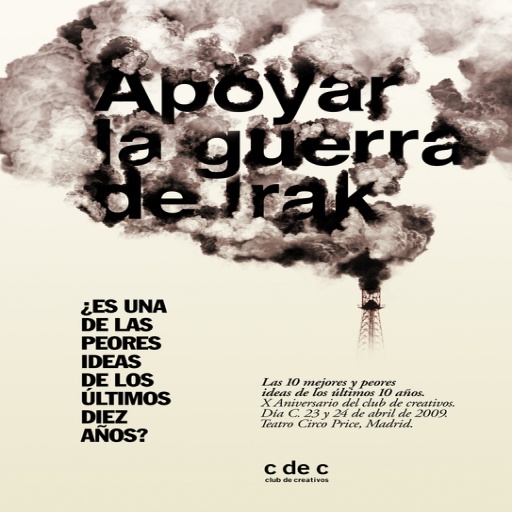 Apoyar
la guerra
de Irak
¿ES UNA
DE LAS
PEORES
IDEAS
DE LOS
ÚLTIMOS
DIEZ
AÑOS?
Las 10 mejores y peores
ideas de los últimos 10 años.
X Aniversario del club de creativos.
Día C. 23 y 24 de abril de 2009.
Teatro Circo Price, Madrid.
c de c
club de creativos